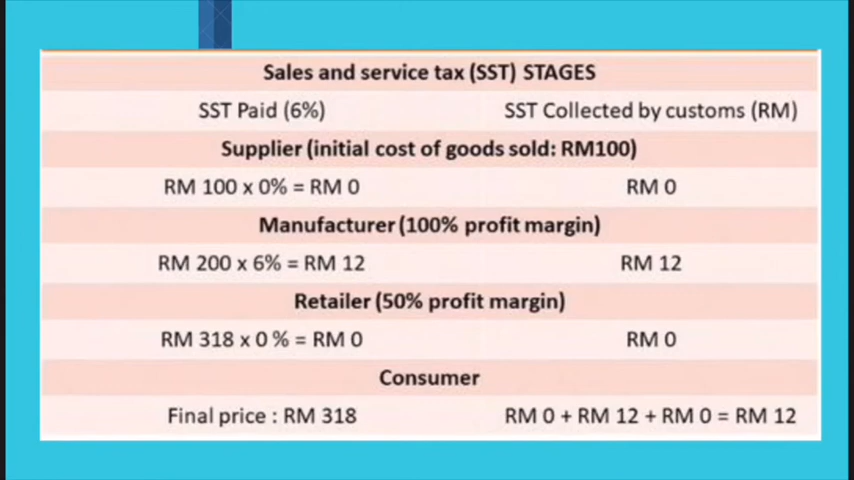 Sales and service tax (SST) STAGES
SST Paid (6%) SST Collected by customs (RM)
Supplier (initial cost of goods sold: RM100)
RM 100 x 0% = RM 0 RM 0
Manufacturer (100% profit margin)
RM 200 x 6% = RM 12 RM 12
Retailer (50% profit margin)
RM 318 x 0 % = RM 0 RM 0
Consumer
Final price : RM 318 RM 0 + RM 12 + RM 0 = RM 12